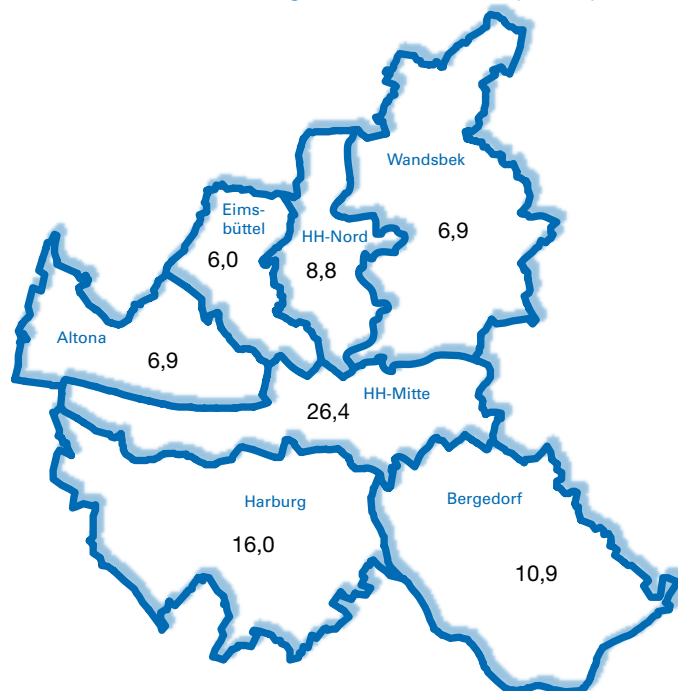 Wandsbek
6,9
Eims-
büttel
6,0
HH-Nord
8,8
Altona
6,9
HH-Mitte
26,4
Harburg
16,0
Bergedorf
10,9